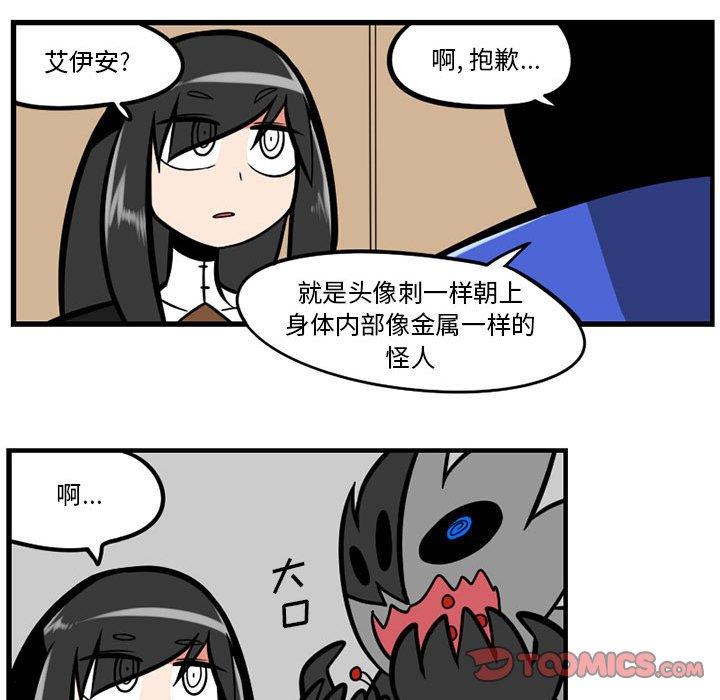 艾伊安?
啊, 抱歉...
就是头像刺一样朝上
身体内部像金属一样的
怪人
啊...
大
口
TOOMICS.COM